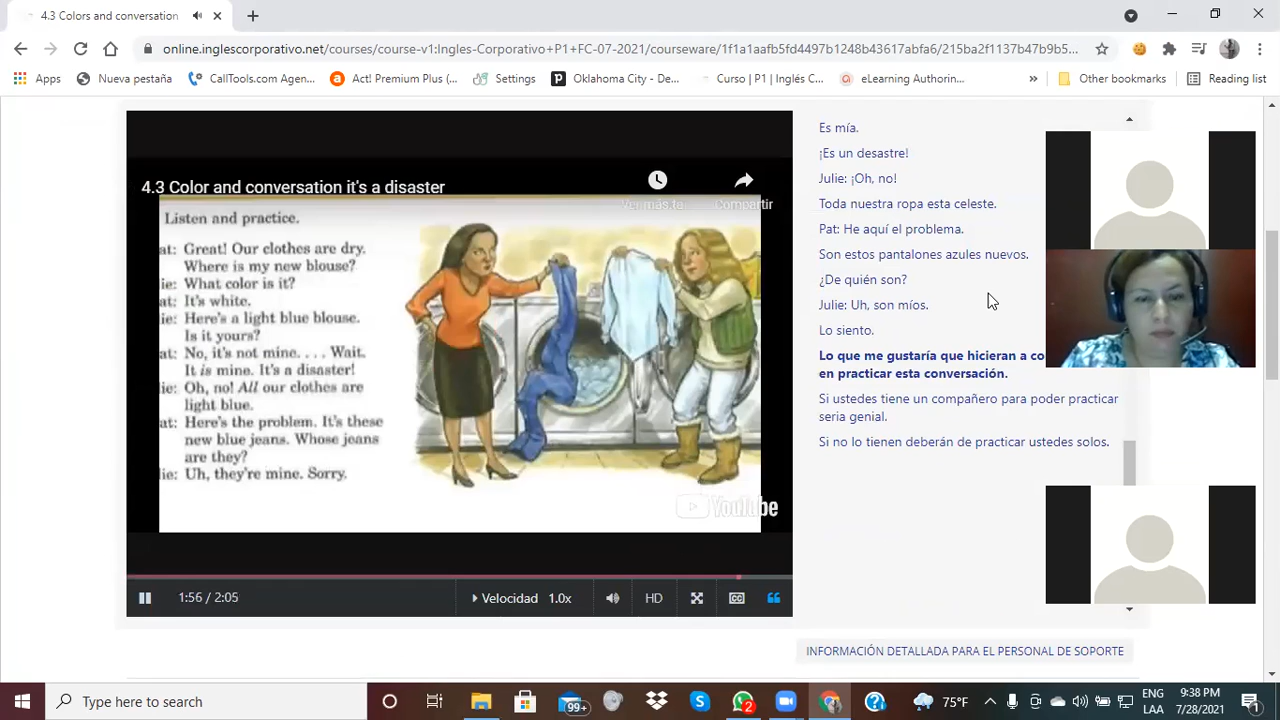 4.3 Colors and conversation
online.inglescorporativo.net/courses/course-v1:Ingles-Corporativo+P1+FC-07-2021/courseware/1f1a1aafb5fd4497b1248b43617abfa6/215ba2f1137b47b9b5...
Apps Nueva pestaña CallTools.com Agen... Act! Premium Plus (... Settings Oklahoma City - De... Curso | P1 | Inglés C... eLearning Authorin... » Other bookmarks Reading list
4.3 Color and conversation it's a disaster
Ver más ta Compartir
Listen and practice.
at: Great! Our clothes are dry.
Where is my new blouse?
ie: What color is it?
at: It's white.
ie: Here's a light blue blouse.
Is it yours?
at: No, it's not mine. . . . Wait.
It is mine. It's a disaster!
ie: Oh, no! All our clothes are
light blue.
at: Here's the problem. It's these
new blue jeans. Whose jeans
are they?
ie: Uh, they're mine. Sorry.
YouTube
1:56 / 2:05 Velocidad 1.0x HD CC
Es mía.
¡Es un desastre!
Julie: ¡Oh, no!
Toda nuestra ropa esta celeste.
Pat: He aquí el problema.
Son estos pantalones azules nuevos.
¿De quién son?
Julie: Uh, son míos.
Lo siento.
Lo que me gustaría que hicieran a co
en practicar esta conversación.
Si ustedes tiene un compañero para poder practicar
seria genial.
Si no lo tienen deberán de practicar ustedes solos.
INFORMACIÓN DETALLADA PARA EL PERSONAL DE SOPORTE
Type here to search 99+ 2 75°F ENG 9:38 PM
LAA 7/28/2021 1